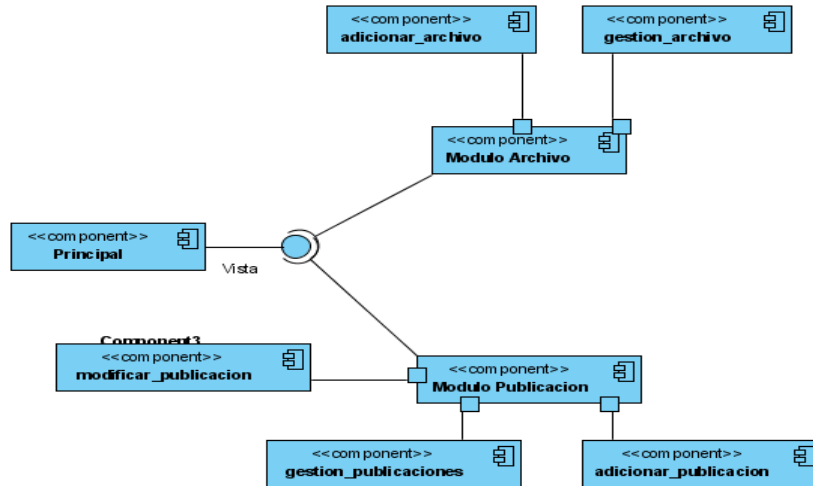 <<component>>
adicionar_archivo
<<component>>
gestion_archivo
<<component>>
Modulo Archivo
<<component>>
Principal
Vista
Component3
<<component>>
modificar_publicacion
<<component>>
Modulo Publicacion
<<component>>
gestion_publicaciones
<<component>>
adicionar_publicacion